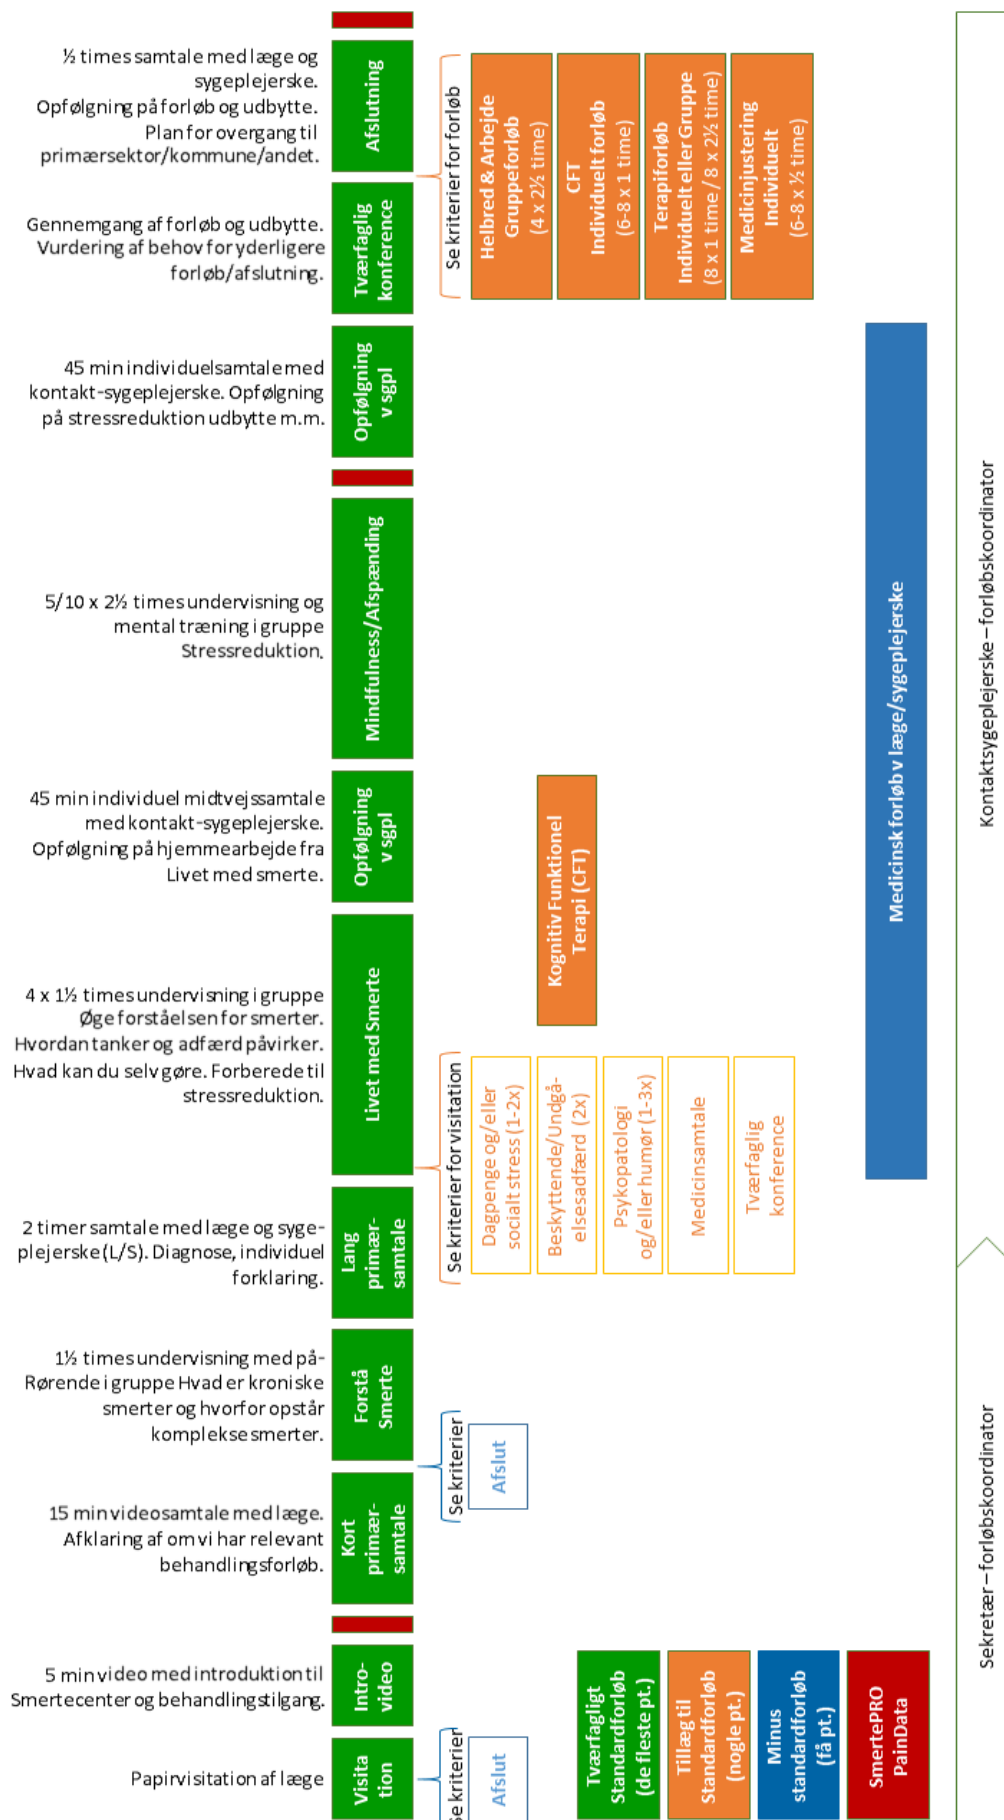 ½ times samtale med læge og
sygeplejerske.
Opfølgning på forløb og udbytte.
Plan for overgang til
primærsektor/kommune/andet.
Afslutning
Gennemgang af forløb og udbytte.
Vurdering af behov for yderligere
forløb/afslutning.
Tværfaglig
konference
Se kriterier for forløb
Helbred & Arbejde
Gruppeforløb
(4 x 2½ time)
CFT
Individuelt forløb
(6-8 x 1 time)
Terapiforløb
Individuelt eller Gruppe
(8 x 1 time / 8 x 2½ time)
Medicinjustering
Individuelt
(6-8 x ½ time)
45 min individuel samtale med
kontakt-sygeplejerske. Opfølgning
på stressreduktion udbytte m.m.
Opfølgning
v sgpl
5/10 x 2½ times undervisning og
mental træning i gruppe
Stressreduktion.
Mindfulness/Afspænding
45 min individuel midtvejssamtale
med kontakt-sygeplejerske.
Opfølgning på hjemmearbejde fra
Livet med smerte.
Opfølgning
v sgpl
Kognitiv Funktionel
Terapi (CFT)
4 x 1½ times undervisning i gruppe
Øge forståelsen for smerter.
Hvordan tanker og adfærd påvirker.
Hvad kan du selv gøre. Forberede til
stressreduktion.
Livet med Smerte
Medicinsk forløb v læge/sygeplejerske
Kontaktsygeplejerske – forløbskoordinator
Se kriterier for visitation
Dagpenge og/eller
socialt stress (1-2x)
Beskyttende/Undgå-
elsesadfærd (2x)
Psykopatologi
og/eller humør (1-3x)
Medicinsamtale
Tværfaglig
konference
2 timer samtale med læge og syge-
plejerske (L/S). Diagnose, individuel
forklaring.
Lang
primær-
samtale
1½ times undervisning med på-
Rørende i gruppe Hvad er kroniske
smerter og hvorfor opstår
komplekse smerter.
Forstå
Smerte
Se kriterier
Afslut
15 min videosamtale med læge.
Afklaring af om vi har relevant
behandlingsforløb.
Kort
primær-
samtale
Sekretær – forløbskoordinator
5 min video med introduktion til
Smertecenter og behandlingstilgang.
Intro-
video
Papirvisitation af læge
Visita
tion
Se kriterier
Afslut
Tværfagligt
Standardforløb
(de fleste pt.)
Tillæg til
Standardforløb
(nogle pt.)
Minus
standardforløb
(få pt.)
SmertePRO
PainData